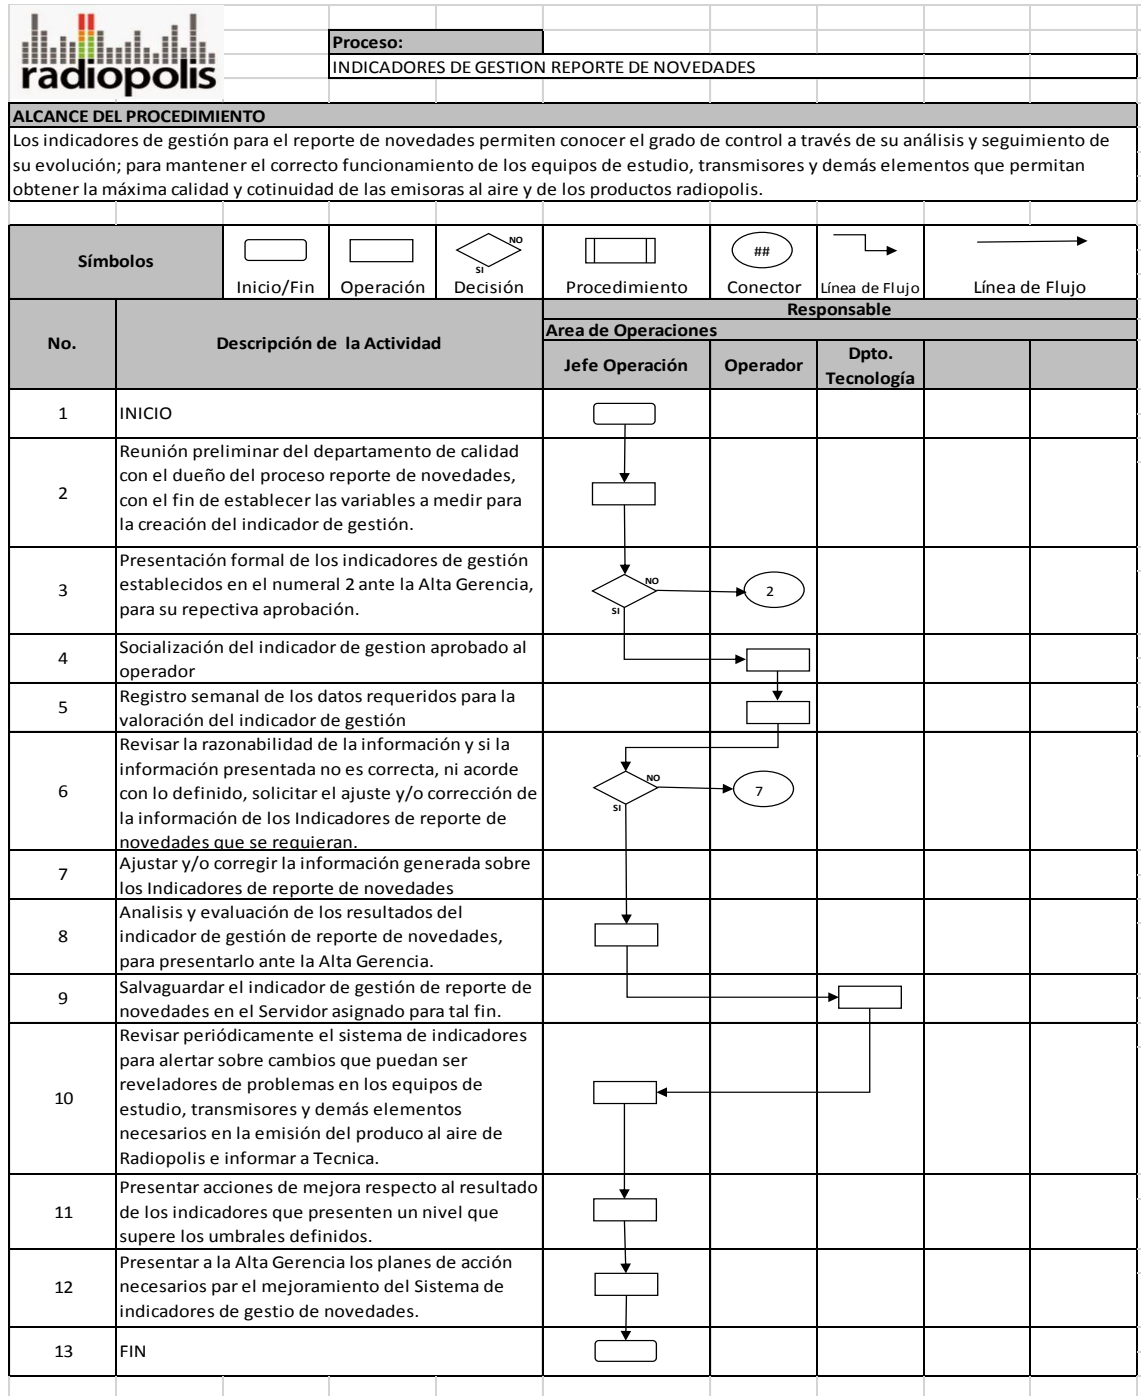 radiopolis
Proceso:
INDICADORES DE GESTION REPORTE DE NOVEDADES
ALCANCE DEL PROCEDIMIENTO
Los indicadores de gestión para el reporte de novedades permiten conocer el grado de control a través de su análisis y seguimiento de
su evolución; para mantener el correcto funcionamiento de los equipos de estudio, transmisores y demás elementos que permitan
obtener la máxima calidad y cotinuidad de las emisoras al aire y de los productos radiopolis.
Símbolos
Inicio/Fin
Operación
NO
SI
Decisión
Procedimiento
##
Conector
Línea de Flujo
Línea de Flujo
No.
Descripción de la Actividad
Responsable
Area de Operaciones
Jefe Operación
Operador
Dpto.
Tecnología
1
INICIO
2
Reunión preliminar del departamento de calidad
con el dueño del proceso reporte de novedades,
con el fin de establecer las variables a medir para
la creación del indicador de gestión.
3
Presentación formal de los indicadores de gestión
establecidos en el numeral 2 ante la Alta Gerencia,
para su repectiva aprobación.
NO
SI
2
4
Socialización del indicador de gestion aprobado al
operador
5
Registro semanal de los datos requeridos para la
valoración del indicador de gestión
6
Revisar la razonabilidad de la información y si la
información presentada no es correcta, ni acorde
con lo definido, solicitar el ajuste y/o corrección de
la información de los Indicadores de reporte de
novedades que se requieran.
NO
SI
7
7
Ajustar y/o corregir la información generada sobre
los Indicadores de reporte de novedades
8
Analisis y evaluación de los resultados del
indicador de gestión de reporte de novedades,
para presentarlo ante la Alta Gerencia.
9
Salvaguardar el indicador de gestión de reporte de
novedades en el Servidor asignado para tal fin.
10
Revisar periódicamente el sistema de indicadores
para alertar sobre cambios que puedan ser
reveladores de problemas en los equipos de
estudio, transmisores y demás elementos
necesarios en la emisión del produco al aire de
Radiopolis e informar a Tecnica.
11
Presentar acciones de mejora respecto al resultado
de los indicadores que presenten un nivel que
supere los umbrales definidos.
12
Presentar a la Alta Gerencia los planes de acción
necesarios par el mejoramiento del Sistema de
indicadores de gestio de novedades.
13
FIN